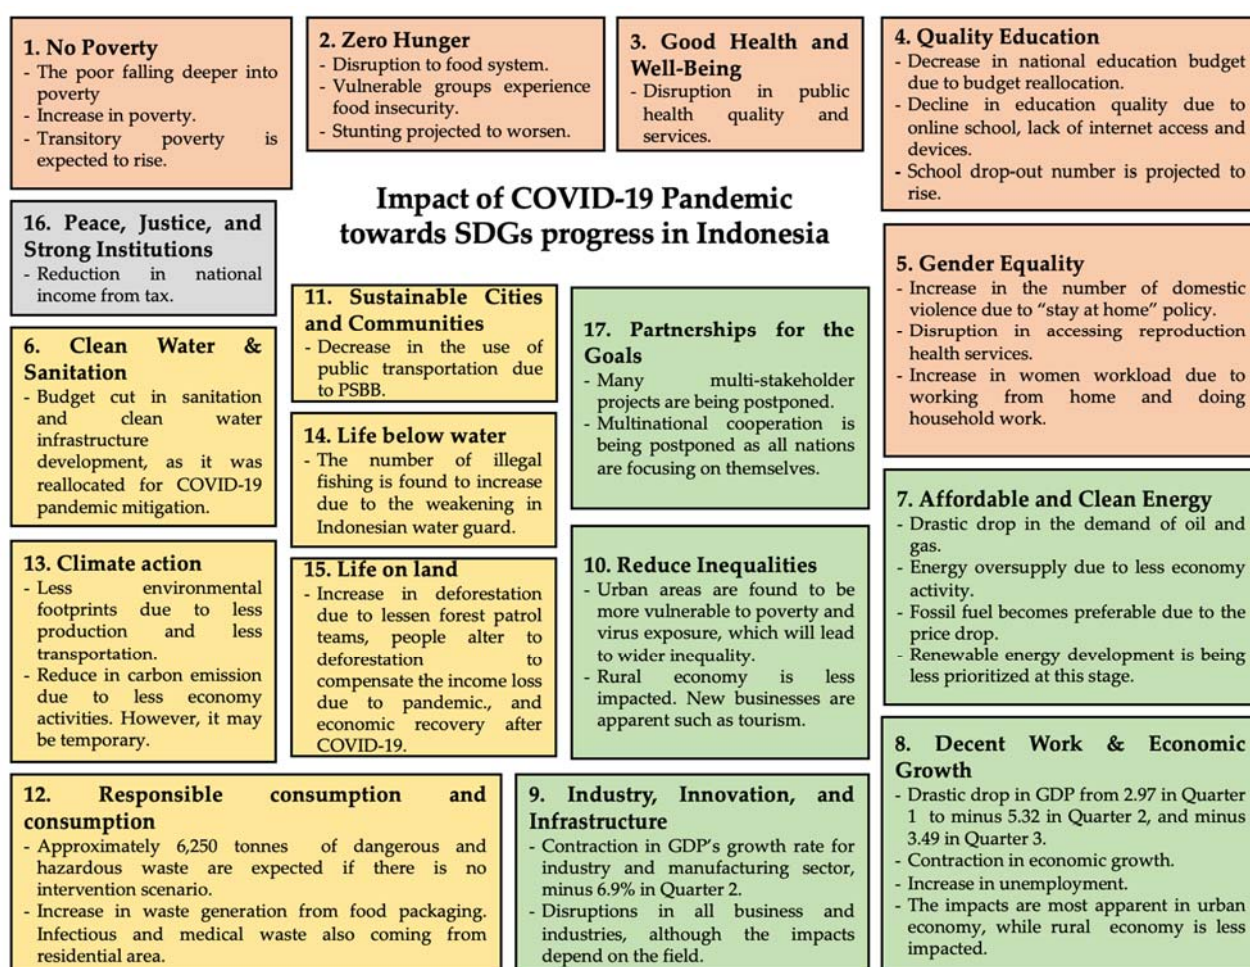 1. No Poverty
- The poor falling deeper into
poverty
- Increase in poverty.
- Transitory poverty is
expected to rise.
2. Zero Hunger
- Disruption to food system.
- Vulnerable groups experience
food insecurity.
- Stunting projected to worsen.
3. Good Health and
Well-Being
- Disruption in public
health quality and
services.
4. Quality Education
- Decrease in national education budget
due to budget reallocation.
- Decline in education quality due to
online school, lack of internet access and
devices.
- School drop-out number is projected to
rise.
Impact of COVID-19 Pandemic
towards SDGs progress in Indonesia
16. Peace, Justice, and
Strong Institutions
- Reduction in national
income from tax.
5. Gender Equality
- Increase in the number of domestic
violence due to “stay at home” policy.
- Disruption in accessing reproduction
health services.
- Increase in women workload due to
working from home and doing
household work.
6. Clean Water &
Sanitation
- Budget cut in sanitation
and clean water
infrastructure
development, as it was
reallocated for COVID-19
pandemic mitigation.
11. Sustainable Cities
and Communities
- Decrease in the use of
public transportation due
to PSBB.
17. Partnerships for the
Goals
- Many multi-stakeholder
projects are being postponed.
- Multinational cooperation is
being postponed as all nations
are focusing on themselves.
14. Life below water
- The number of illegal
fishing is found to increase
due to the weakening in
Indonesian water guard.
7. Affordable and Clean Energy
- Drastic drop in the demand of oil and
gas.
- Energy oversupply due to less economy
activity.
- Fossil fuel becomes preferable due to the
price drop.
- Renewable energy development is being
less prioritized at this stage.
13. Climate action
- Less environmental
footprints due to less
production and less
transportation.
- Reduce in carbon emission
due to less economy
activities. However, it may
be temporary.
15. Life on land
- Increase in deforestation
due to lessen forest patrol
teams, people alter to
deforestation to
compensate the income loss
due to pandemic., and
economic recovery after
COVID-19.
10. Reduce Inequalities
- Urban areas are found to be
more vulnerable to poverty and
virus exposure, which will lead
to wider inequality.
- Rural economy is less
impacted. New businesses are
apparent such as tourism.
8. Decent Work & Economic
Growth
- Drastic drop in GDP from 2.97 in Quarter
1 to minus 5.32 in Quarter 2, and minus
3.49 in Quarter 3.
- Contraction in economic growth.
- Increase in unemployment.
- The impacts are most apparent in urban
economy, while rural economy is less
impacted.
12. Responsible consumption and
consumption
- Approximately 6,250 tonnes of dangerous and
hazardous waste are expected if there is no
intervention scenario.
- Increase in waste generation from food packaging.
Infectious and medical waste also coming from
residential area.
9. Industry, Innovation, and
Infrastructure
- Contraction in GDP’s growth rate for
industry and manufacturing sector,
minus 6.9% in Quarter 2.
- Disruptions in all business and
industries, although the impacts
depend on the field.